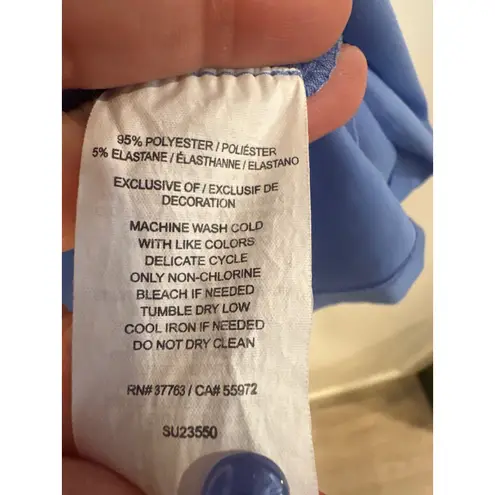 95% POLYESTER / POLIÉSTER
5% ELASTANE / ÉLASTHANNE / ELASTANO
EXCLUSIVE OF / EXCLUSIF DE
DECORATION
MACHINE WASH COLD
WITH LIKE COLORS
DELICATE CYCLE
ONLY NON-CHLORINE
BLEACH IF NEEDED
TUMBLE DRY LOW
COOL IRON IF NEEDED
DO NOT DRY CLEAN
RN# 37763 / CA# 55972
SU23550